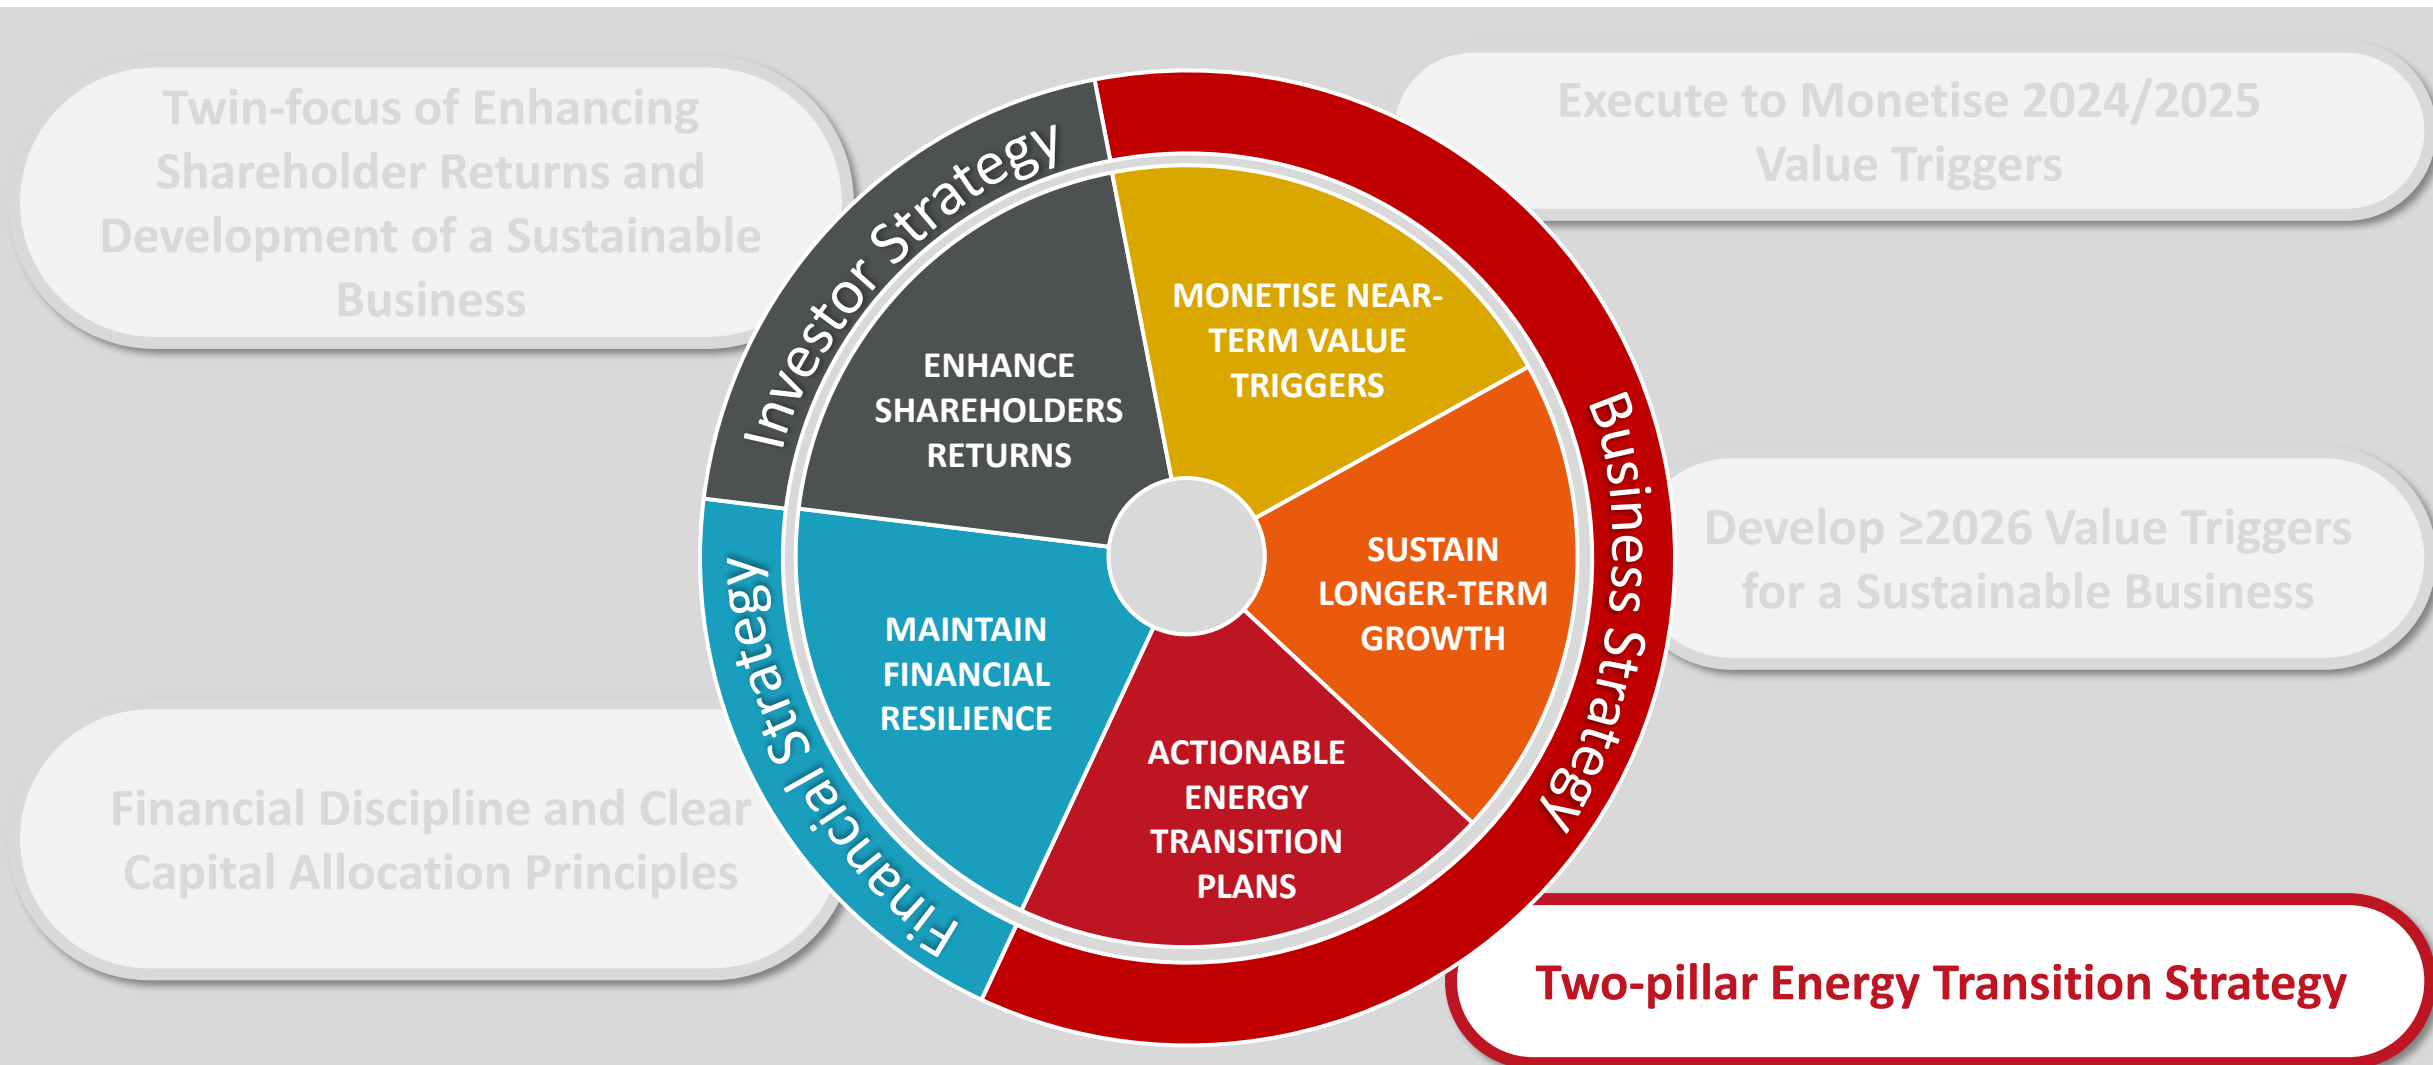 Twin-focus of Enhancing
Shareholder Returns and
Development of a Sustainable
Business
Execute to Monetise 2024/2025
Value Triggers
Investor Strategy
ENHANCE
SHAREHOLDERS
RETURNS
MONETISE NEAR-
TERM VALUE
TRIGGERS
Business Strategy
SUSTAIN
LONGER-TERM
GROWTH
Develop ≥2026 Value Triggers
for a Sustainable Business
Financial Strategy
MAINTAIN
FINANCIAL
RESILIENCE
ACTIONABLE
ENERGY
TRANSITION
PLANS
Financial Discipline and Clear
Capital Allocation Principles
Two-pillar Energy Transition Strategy